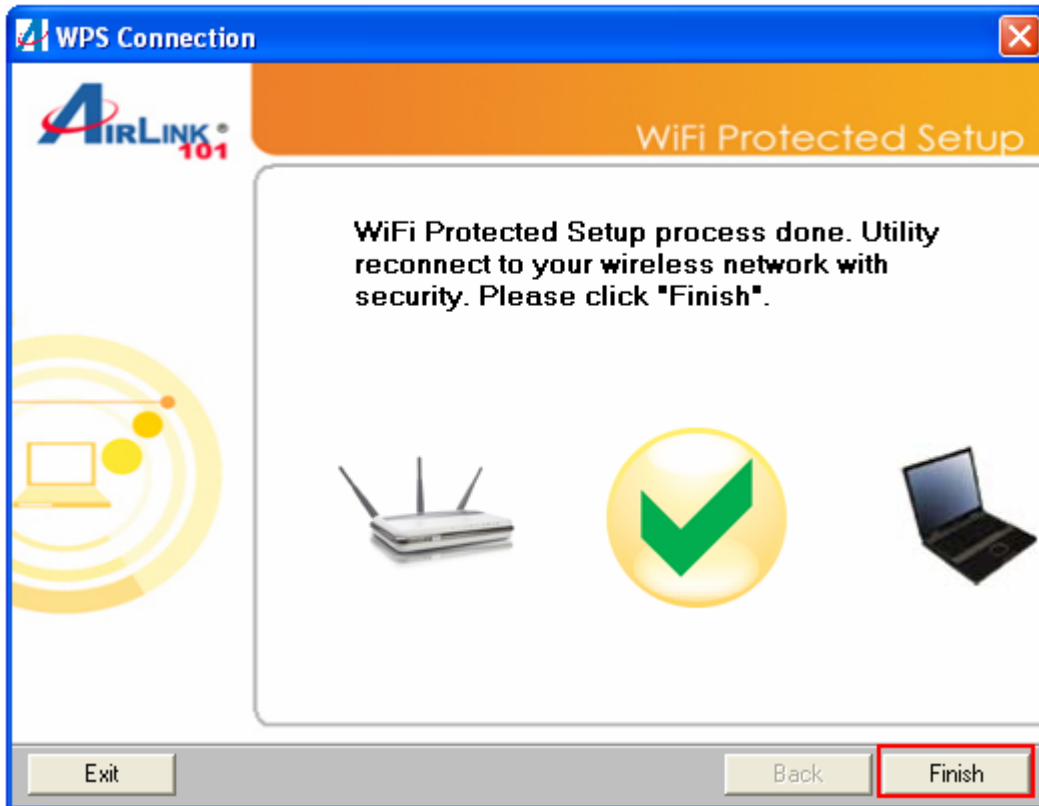 WPS Connection
AIRLINK®
101
WiFi Protected Setup
WiFi Protected Setup process done. Utility
reconnect to your wireless network with
security. Please click "Finish".
Exit
Back
Finish